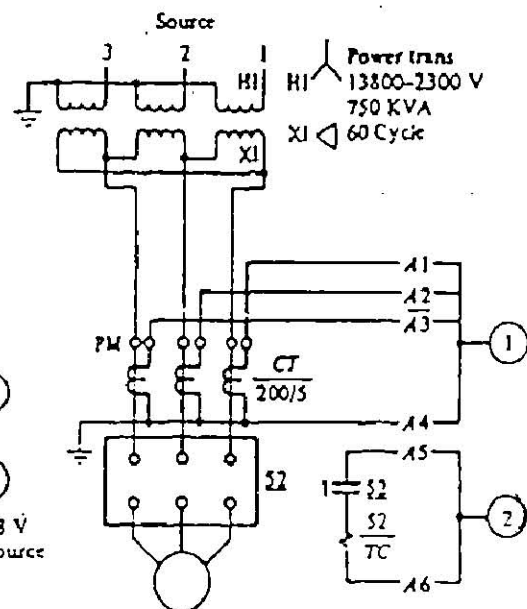 Source
3 2 1
H1
H1 Power trans
13800-2300 V
750 KVA
X1 60 Cycle
X1
A1
A2
A3
PM
1
CT
200/5
A4
52
A5
1 52
52
TC
2
A6
8 V
ource